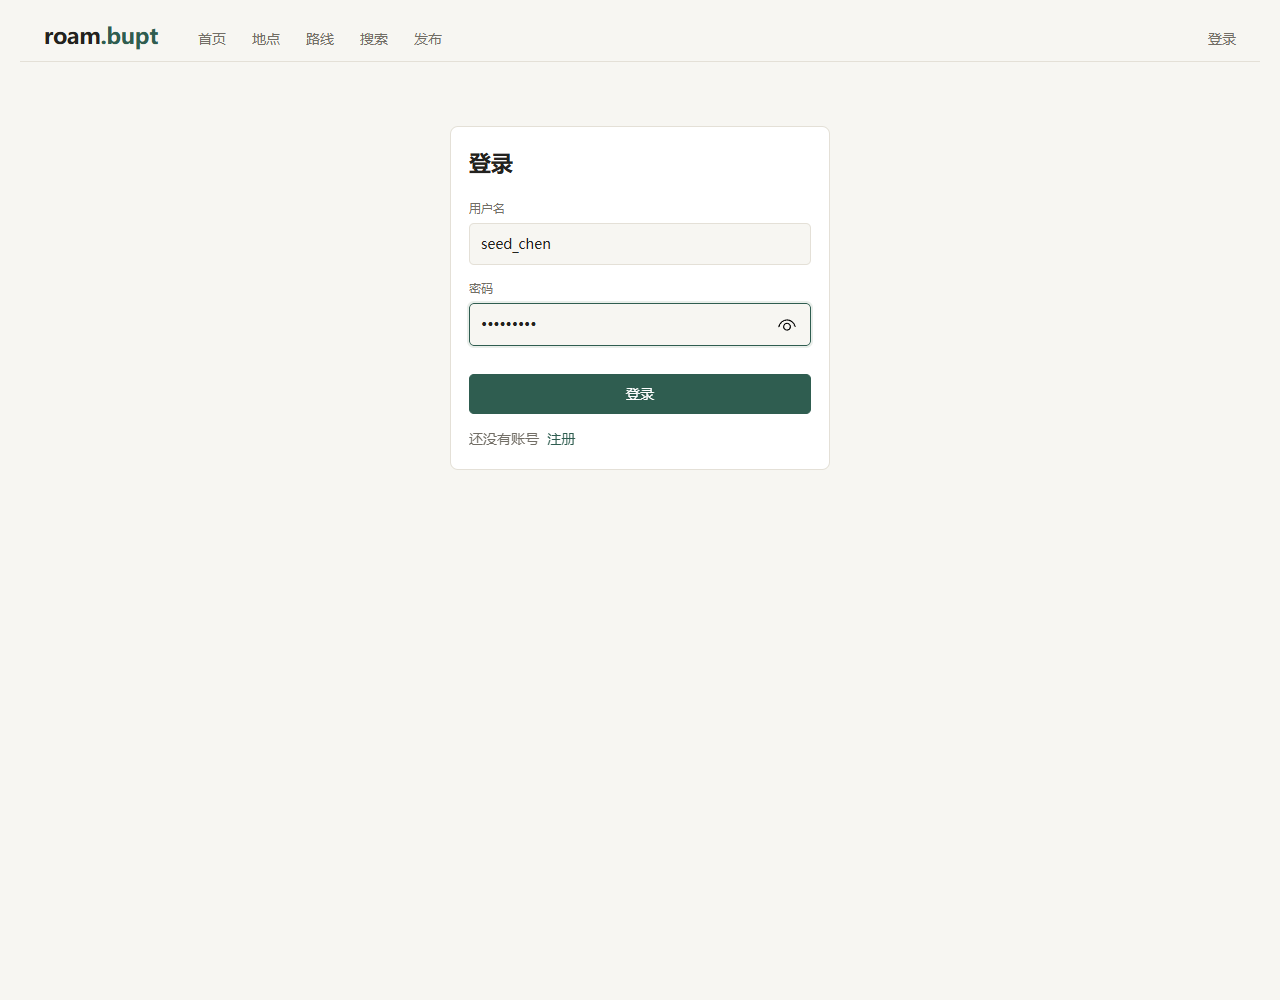 roam.bupt 首页 地点 路线 搜索 发布 登录
登录
用户名
seed_chen
密码
•••••••••
登录
还没有账号 注册